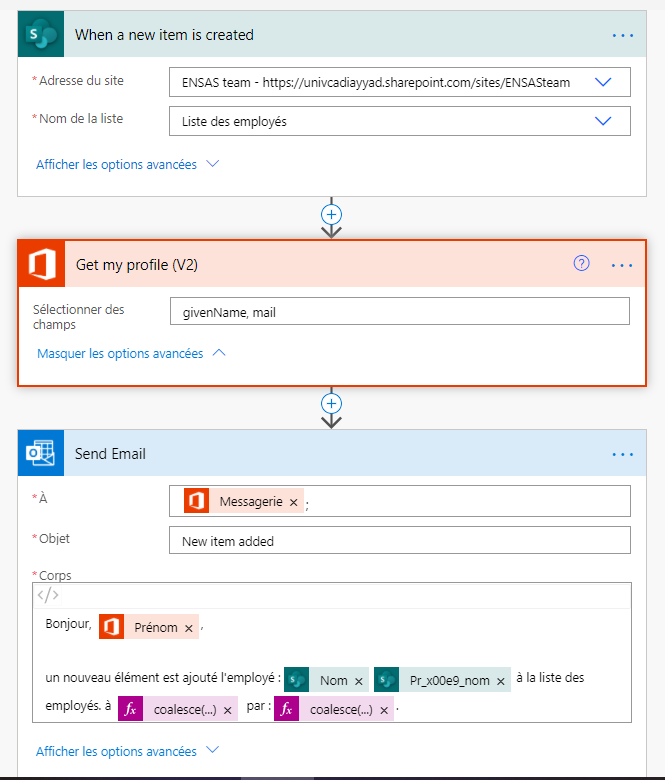 When a new item is created
* Adresse du site
ENSAS team - https://univcadiayyad.sharepoint.com/sites/ENSASteam
* Nom de la liste
Liste des employés
Afficher les options avancées
Get my profile (V2)
Sélectionner des
champs
givenName, mail
Masquer les options avancées
Send Email
* À
Messagerie × ;
* Objet
New item added
* Corps
</>
Bonjour, Prénom × ,
un nouveau élément est ajouté l'employé : Nom × Pr_x00e9_nom × à la liste des
employés. à fx coalesce(...) × par : fx coalesce(...) × .
Afficher les options avancées